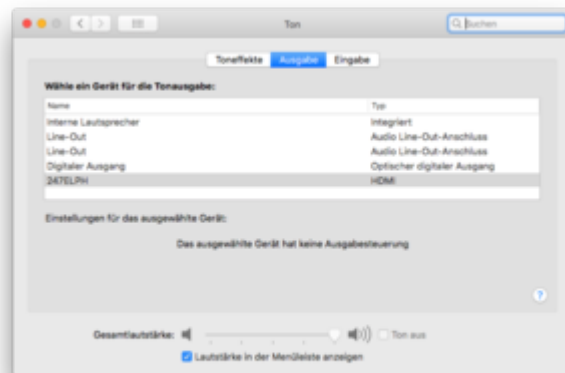 Ton
Suchen
Toneffekte Ausgabe Eingabe
Wähle ein Gerät für die Tonausgabe:
Name Typ
Interne Lautsprecher Integriert
Line-Out Audio Line-Out-Anschluss
Line-Out Audio Line-Out-Anschluss
Digitaler Ausgang Optischer digitaler Ausgang
247ELPH HDMI
Einstellungen für das ausgewählte Gerät:
Das ausgewählte Gerät hat keine Ausgabesteuerung
?
Gesamtlautstärke: Ton aus
Lautstärke in der Menüleiste anzeigen